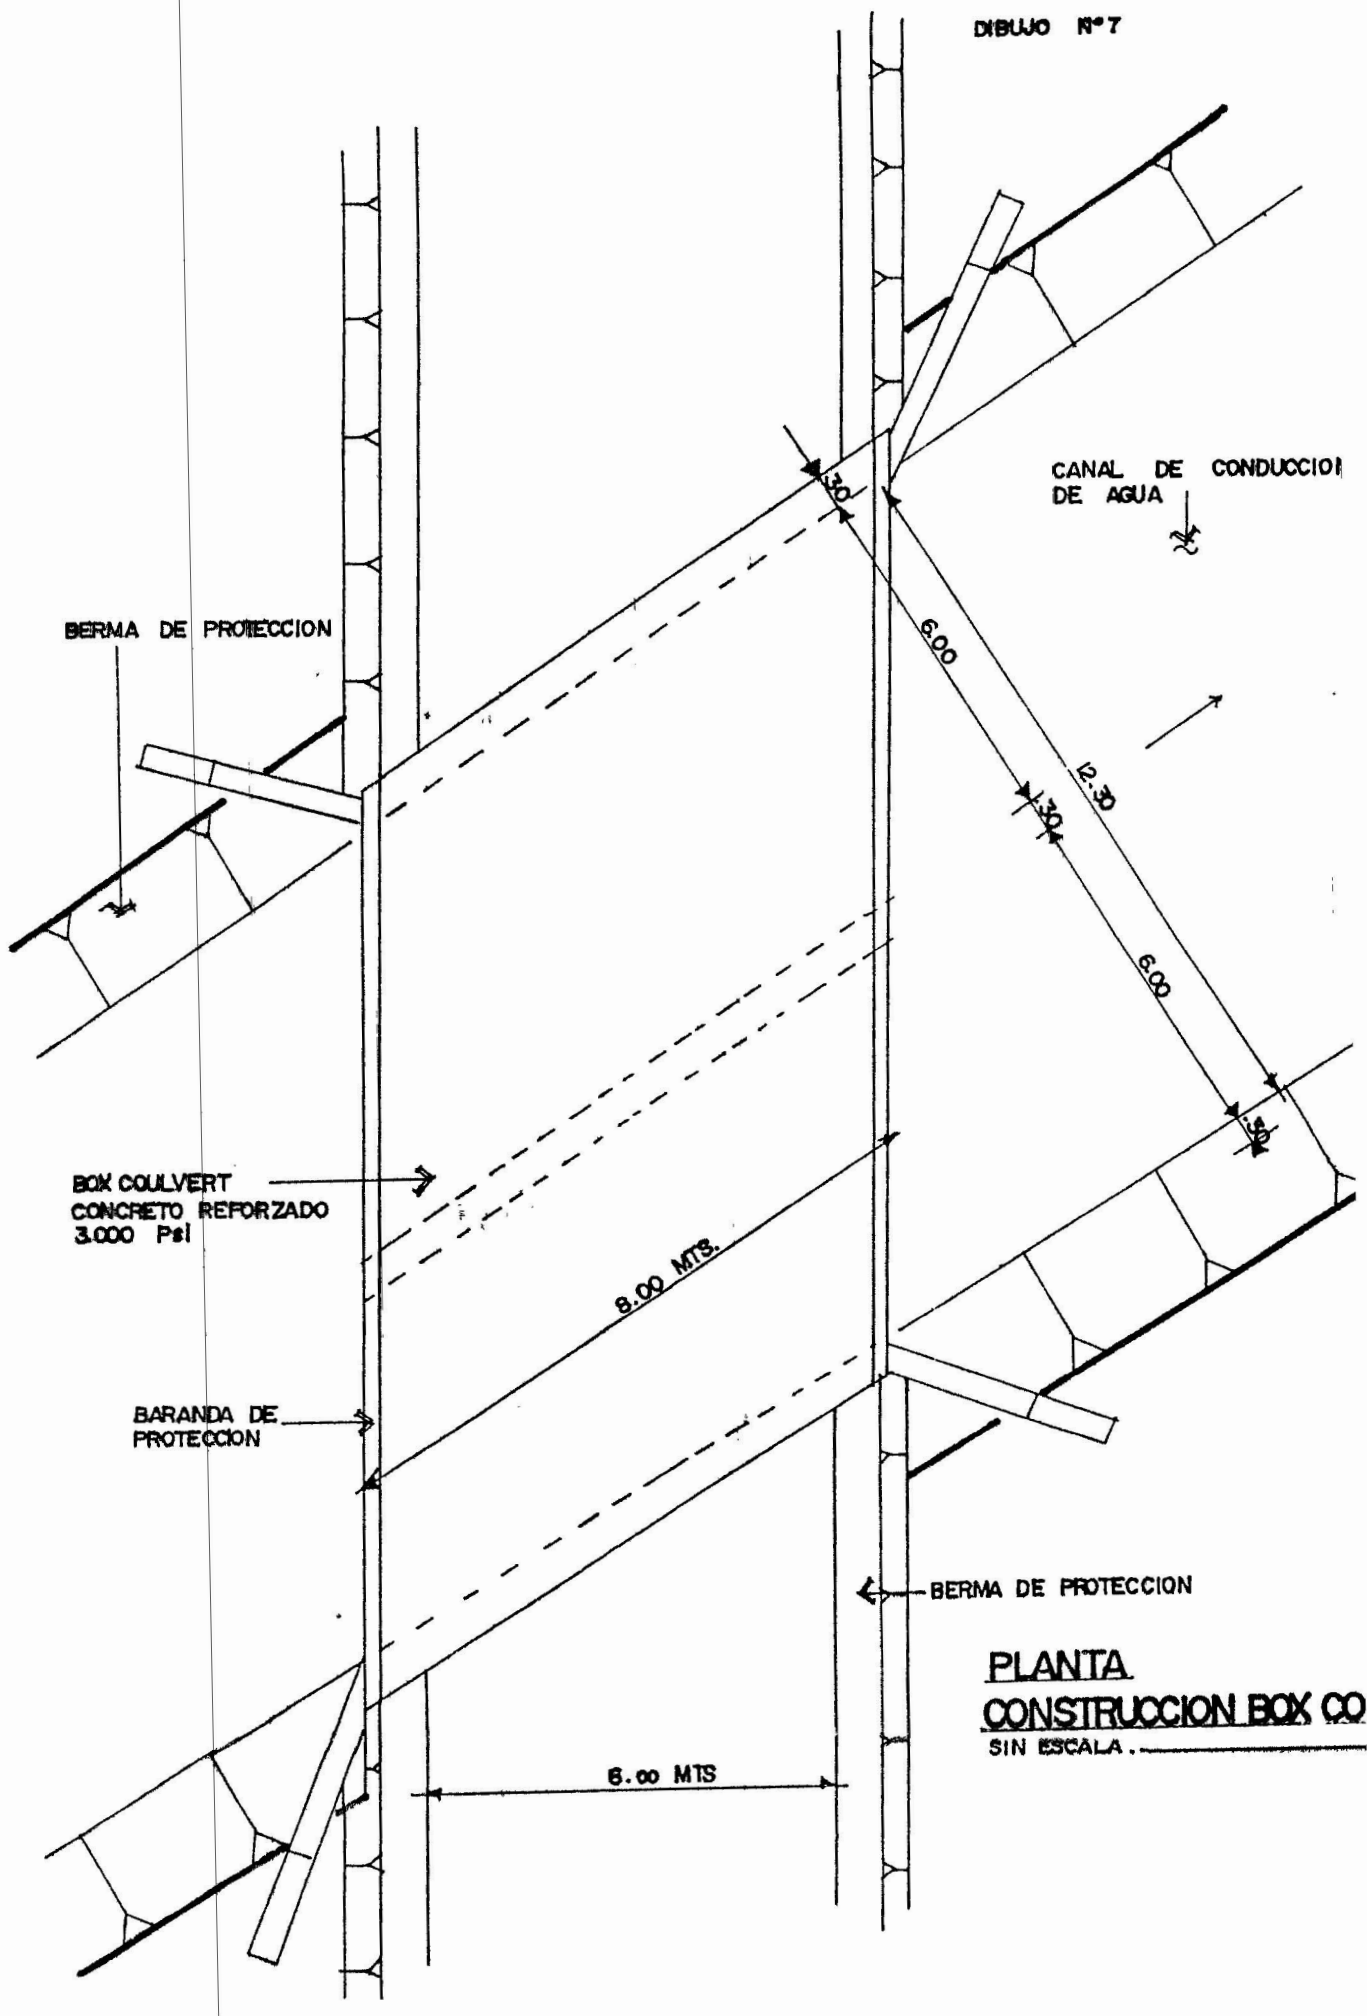 DIBUJO Nº 7
CANAL DE CONDUCCION
DE AGUA
.30
6.00
BERMA DE PROTECCION
12.30
.30
6.00
.30
BOX COULVERT
CONCRETO REFORZADO
3.000 Psi
8.00 MTS.
BARANDA DE
PROTECCION
BERMA DE PROTECCION
PLANTA
CONSTRUCCION BOX CO
SIN ESCALA.
6.00 MTS